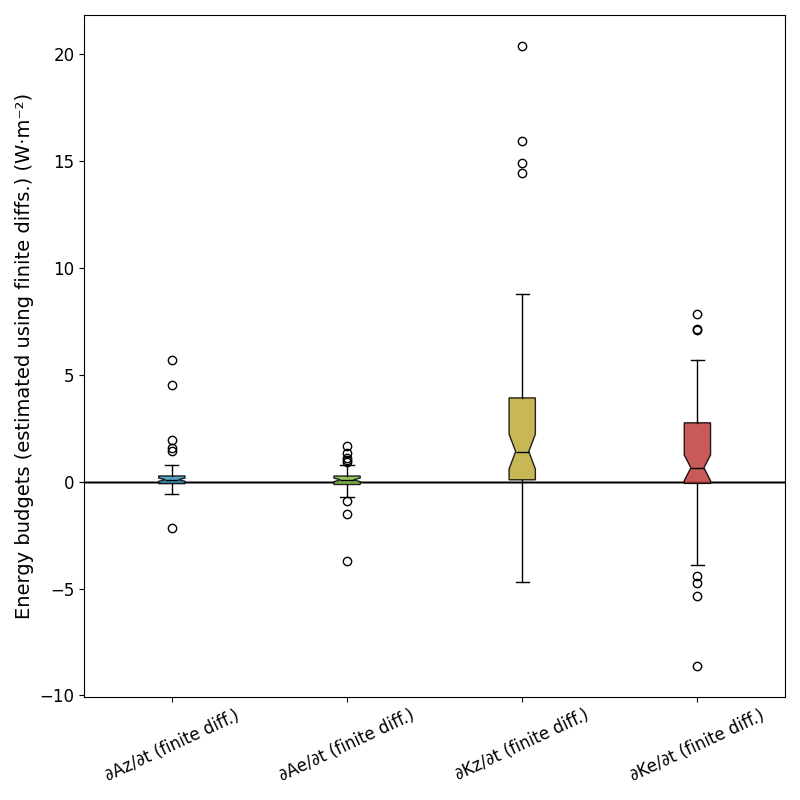 Energy budgets (estimated using finite diffs.) (W·m⁻²)
20
15
10
5
0
−5
−10
∂Az/∂t (finite diff.)
∂Ae/∂t (finite diff.)
∂Kz/∂t (finite diff.)
∂Ke/∂t (finite diff.)